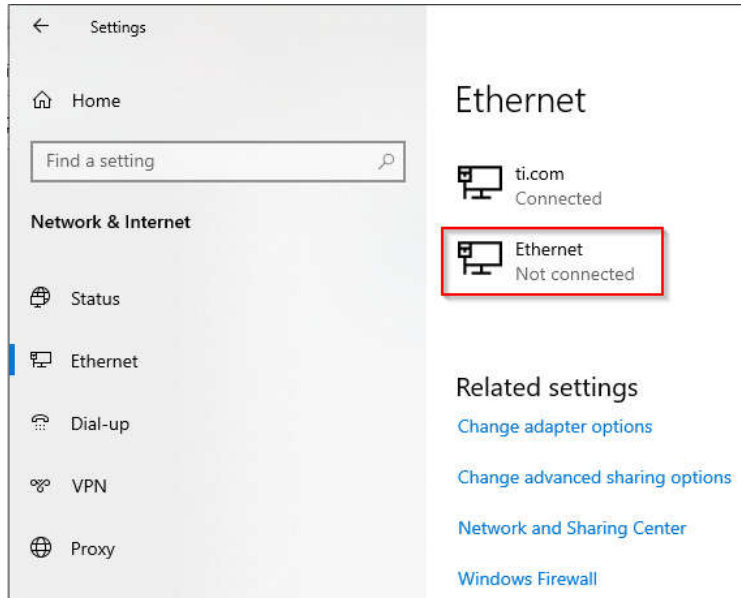 Settings
Home
Find a setting
Network & Internet
Status
Ethernet
Dial-up
VPN
Proxy
Ethernet
ti.com
Connected
Ethernet
Not connected
Related settings
Change adapter options
Change advanced sharing options
Network and Sharing Center
Windows Firewall